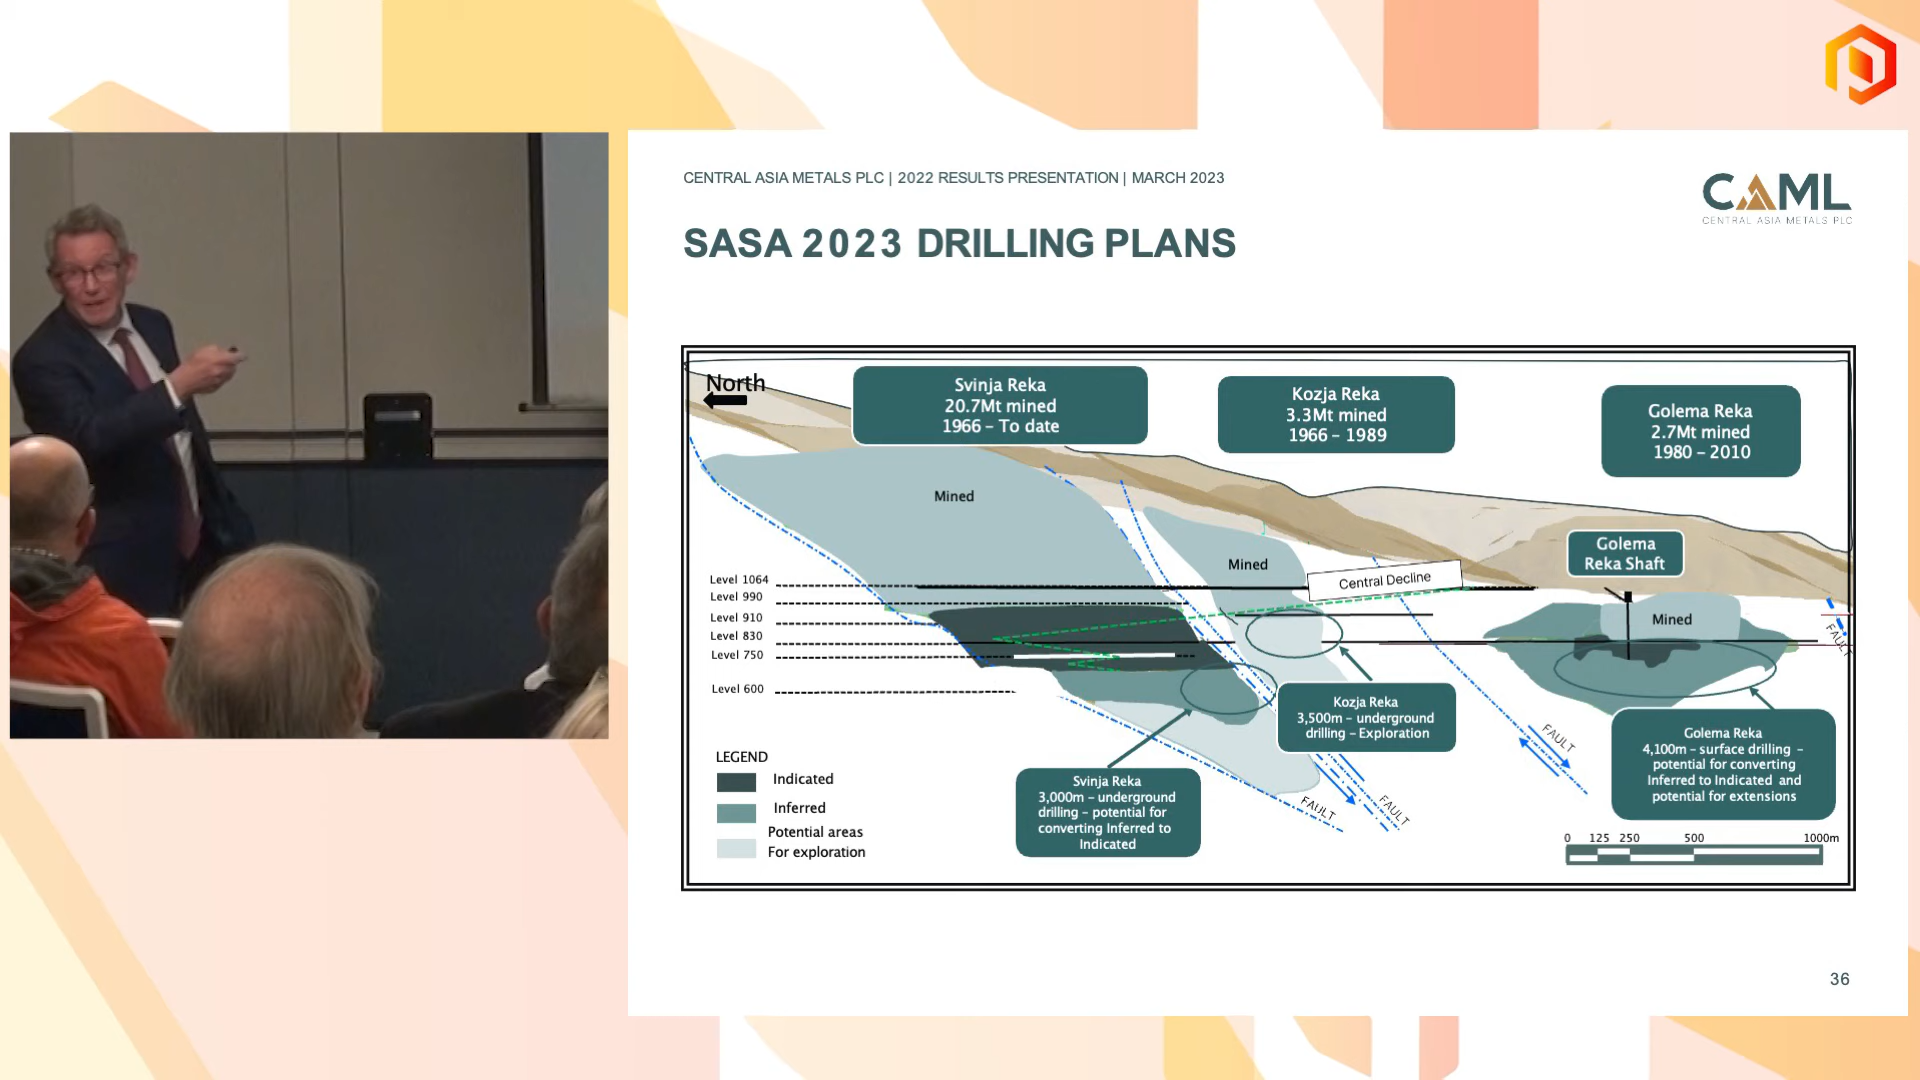 CENTRAL ASIA METALS PLC | 2022 RESULTS PRESENTATION | MARCH 2023
CAML
CENTRAL ASIA METALS PLC
SASA 2023 DRILLING PLANS
North
Svinja Reka
20.7Mt mined
1966 – To date
Kozja Reka
3.3Mt mined
1966 – 1989
Golema Reka
2.7Mt mined
1980 – 2010
Mined
Mined
Golema
Reka Shaft
Central Decline
Mined
Level 1064
Level 990
Level 910
Level 830
Level 750
Level 600
FAULT
Kozja Reka
3,500m – underground
drilling – Exploration
FAULT
Golema Reka
4,100m – surface drilling –
potential for converting
Inferred to Indicated and
potential for extensions
LEGEND
Indicated
Inferred
Potential areas
For exploration
Svinja Reka
3,000m – underground
drilling – potential for
converting Inferred to
Indicated
FAULT
FAULT
0 125 250 500 1000m
36